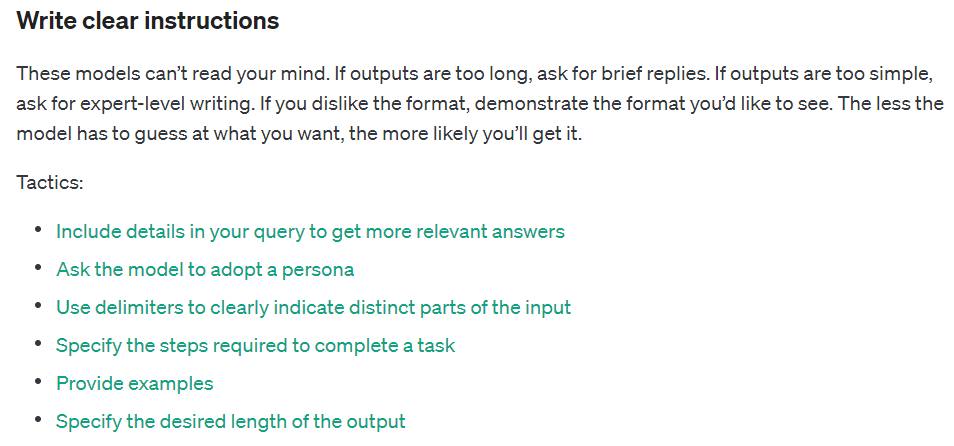 Write clear instructions
These models can’t read your mind. If outputs are too long, ask for brief replies. If outputs are too simple,
ask for expert-level writing. If you dislike the format, demonstrate the format you’d like to see. The less the
model has to guess at what you want, the more likely you’ll get it.
Tactics:
• Include details in your query to get more relevant answers
• Ask the model to adopt a persona
• Use delimiters to clearly indicate distinct parts of the input
• Specify the steps required to complete a task
• Provide examples
• Specify the desired length of the output